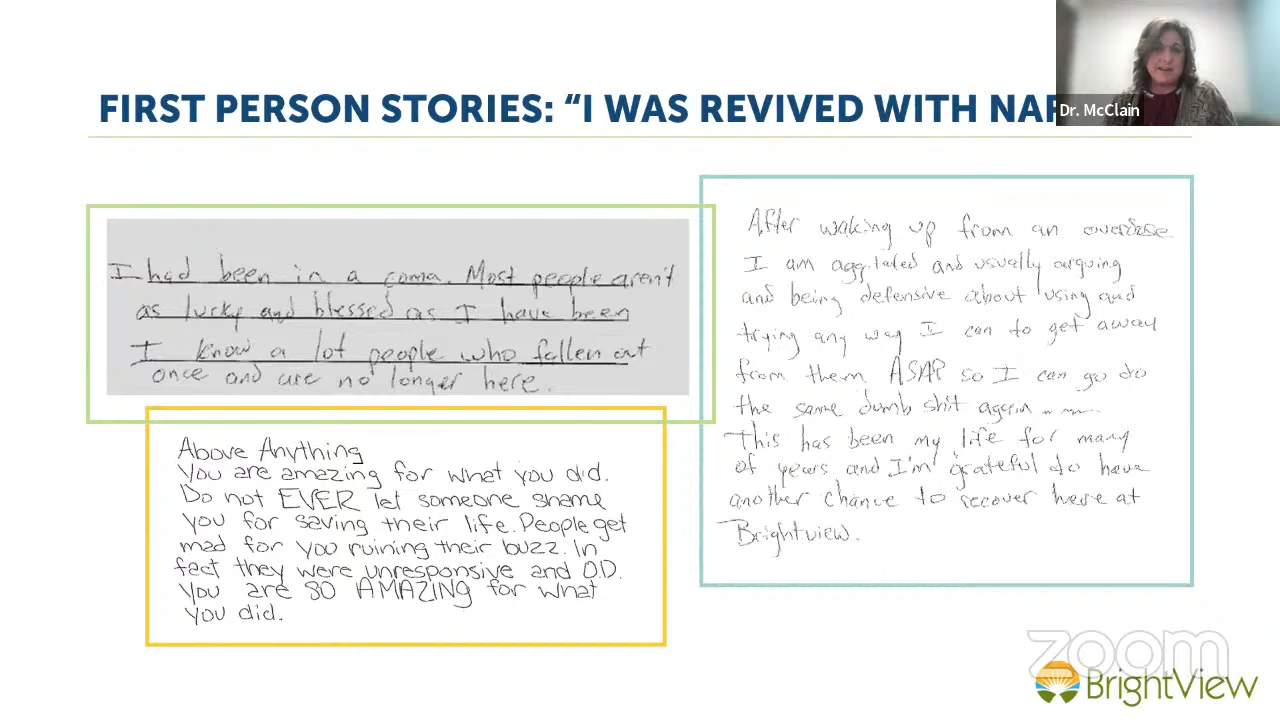 Dr. McClain
FIRST PERSON STORIES: “I WAS REVIVED WITH NAR
I had been in a coma. Most people aren't
as lucky and blessed as I have been
I know a lot people who fallen out
once and are no longer here.
Above Anything
You are amazing for what you did.
Do not EVER let someone shame
you for saving their life. People get
mad for you ruining their buzz. In
fact they were unresponsive and O.D.
You are SO AMAZING for what
you did.
After waking up from an overdose
I am aggitated and usually arguing
and being defensive about using and
trying any way I can to get away
from them ASAP so I can go do
the same dumb shit again
This has been my life for many
of years and I'm grateful to have
another chance to recover here at
Brightview.
zoom
BrightView